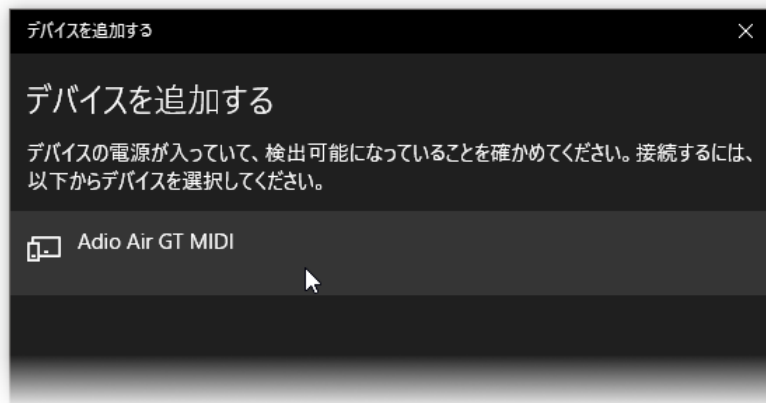 デバイスを追加する
デバイスを追加する
デバイスの電源が入っていて、検出可能になっていることを確かめてください。接続するには、
以下からデバイスを選択してください。
Adio Air GT MIDI